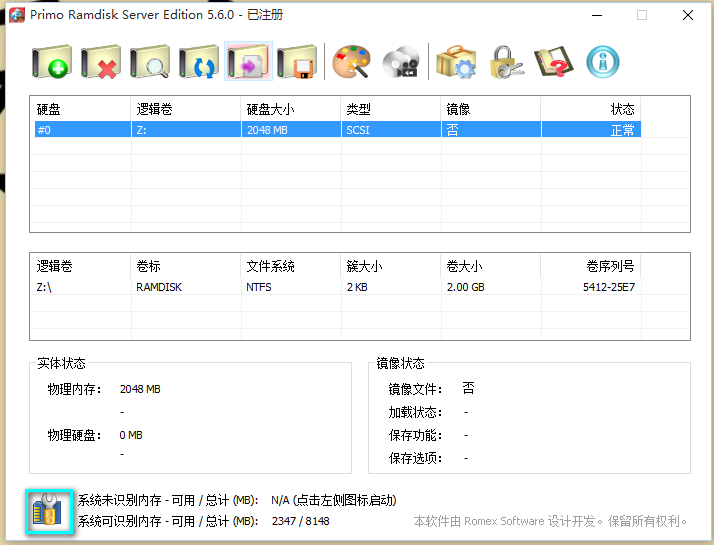 Primo Ramdisk Server Edition 5.6.0 - 已注册
硬盘 逻辑卷 硬盘大小 类型 镜像 状态
#0 Z: 2048 MB SCSI 否 正常
逻辑卷 卷标 文件系统 簇大小 卷大小 卷序列号
Z:\ RAMDISK NTFS 2 KB 2.00 GB 5412-25E7
实体状态
物理内存： 2048 MB
-
物理硬盘： 0 MB
-
镜像状态
镜像文件： 否
加载状态： -
保存功能： -
保存选项： -
系统未识别内存 - 可用 / 总计 (MB): N/A (点击左侧图标启动)
系统可识别内存 - 可用 / 总计 (MB): 2347 / 8148
本软件由 Romex Software 设计开发。保留所有权利。